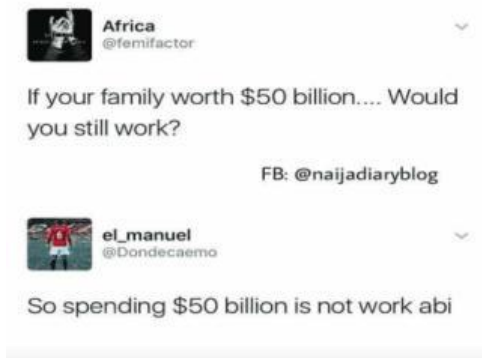 Africa
@femifactor
If your family worth $50 billion.... Would
you still work?
FB: @naijadiaryblog
el_manuel
@Dondecaemo
So spending $50 billion is not work abi